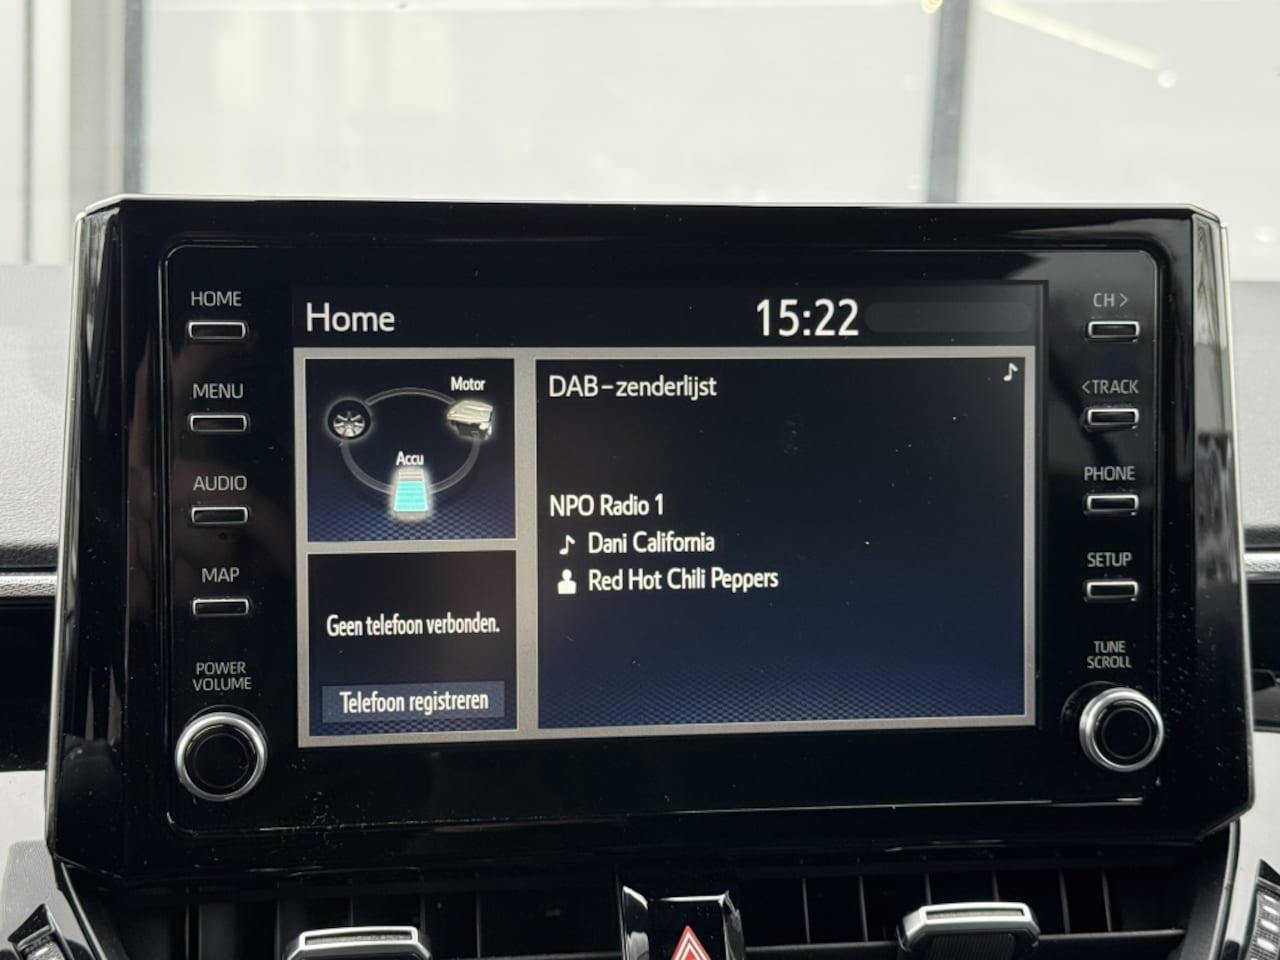 HOME
MENU
AUDIO
MAP
POWER
VOLUME
Home
15:22
Motor
Accu
Geen telefoon verbonden.
Telefoon registreren
DAB-zenderlijst
NPO Radio 1
Dani California
Red Hot Chili Peppers
CH >
<TRACK
PHONE
SETUP
TUNE
SCROLL